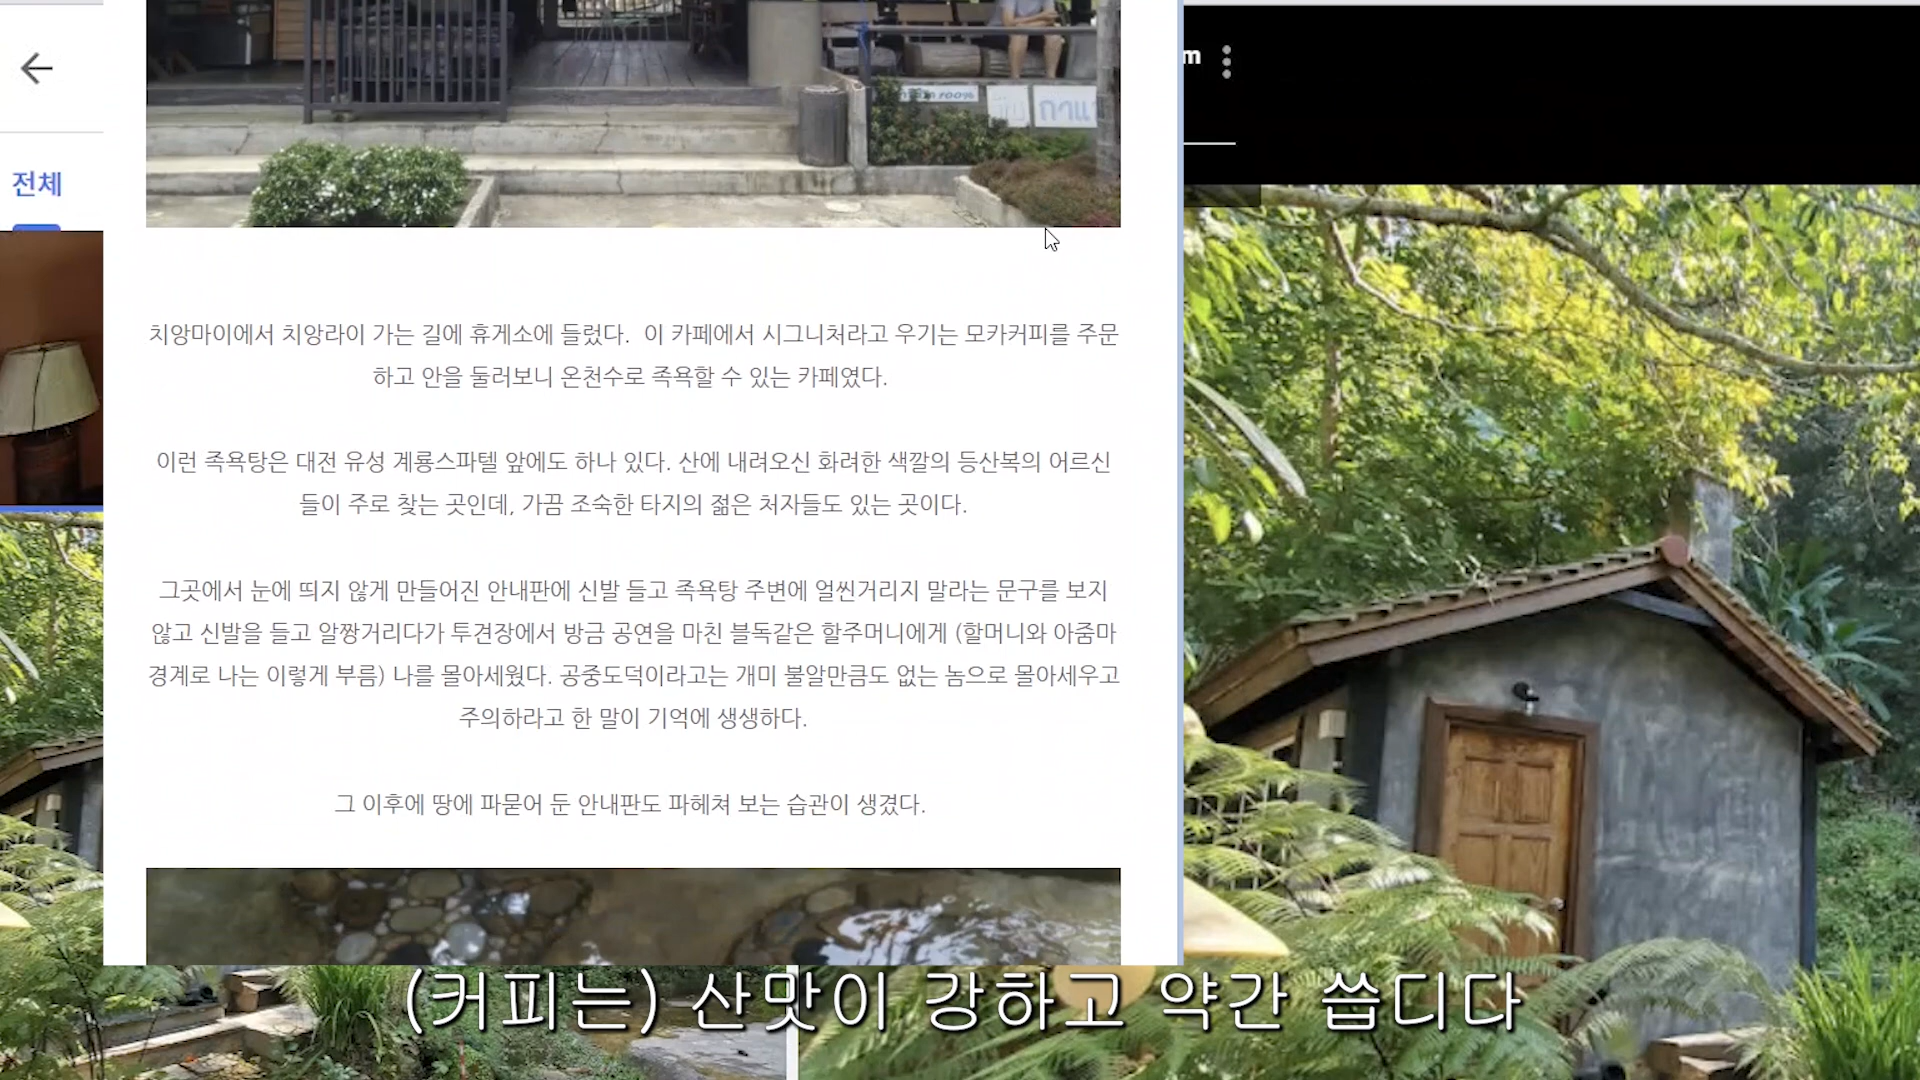 m
전체
100%
กาแ
치앙마이에서 치앙라이 가는 길에 휴게소에 들렀다. 이 카페에서 시그니처라고 우기는 모카커피를 주문
하고 안을 둘러보니 온천수로 족욕할 수 있는 카페였다.
이런 족욕탕은 대전 유성 계룡스파텔 앞에도 하나 있다. 산에 내려오신 화려한 색깔의 등산복의 어르신
들이 주로 찾는 곳인데, 가끔 조숙한 타지의 젊은 처자들도 있는 곳이다.
그곳에서 눈에 띄지 않게 만들어진 안내판에 신발 들고 족욕탕 주변에 얼씬거리지 말라는 문구를 보지
않고 신발을 들고 알짱거리다가 투견장에서 방금 공연을 마친 블독같은 할주머니에게 (할머니와 아줌마
경계로 나는 이렇게 부름) 나를 몰아세웠다. 공중도덕이라고는 개미 불알만큼도 없는 놈으로 몰아세우고
주의하라고 한 말이 기억에 생생하다.
그 이후에 땅에 파묻어 둔 안내판도 파헤쳐 보는 습관이 생겼다.
(커피는) 산맛이 강하고 약간 씁디다